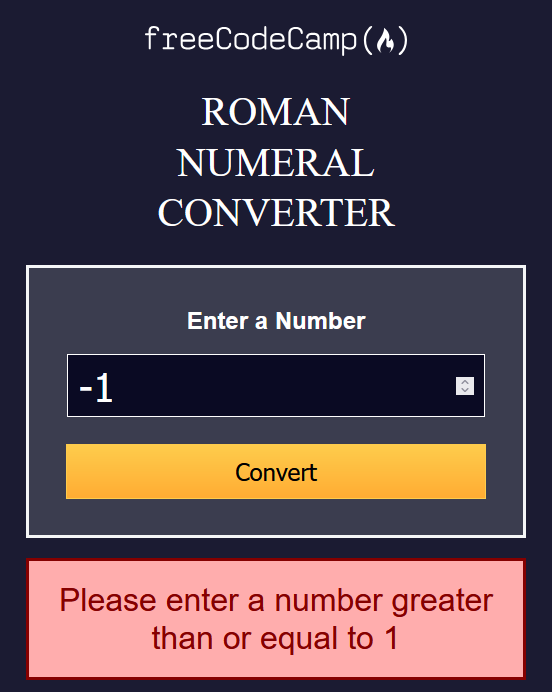 freeCodeCamp(🔥)
ROMAN
NUMERAL
CONVERTER
Enter a Number
-1
Convert
Please enter a number greater
than or equal to 1